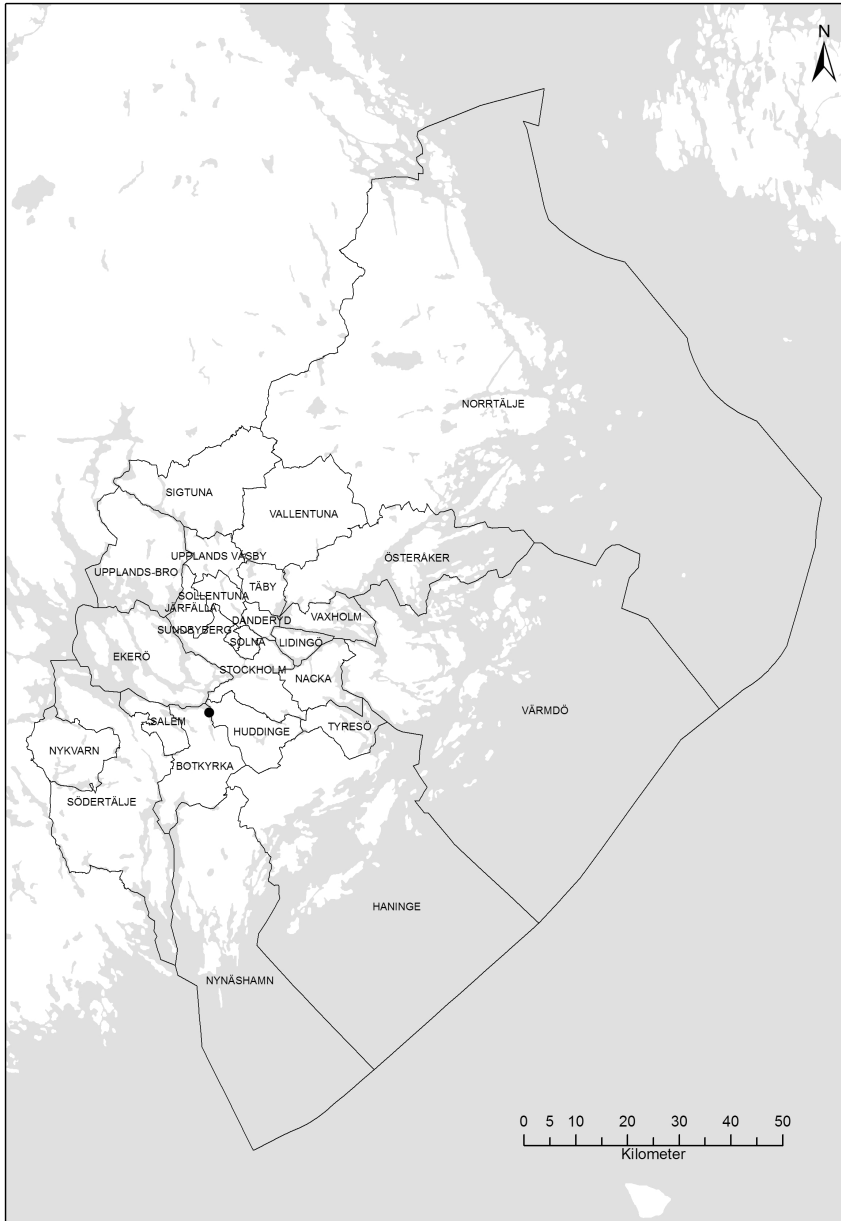 N
NORRTÄLJE
SIGTUNA
VALLENTUNA
UPPLANDS VÄSBY
ÖSTERÅKER
UPPLANDS-BRO
TÄBY
SOLLENTUNA
JÄRFÄLLA
VAXHOLM
DANDERYD
SUNDBYBERG
SOLNA
LIDINGÖ
EKERÖ
STOCKHOLM
NACKA
VÄRMDÖ
SALEM
TYRESÖ
HUDDINGE
NYKVARN
BOTKYRKA
SÖDERTÄLJE
HANINGE
NYNÄSHAMN
0 5 10 20 30 40 50
Kilometer